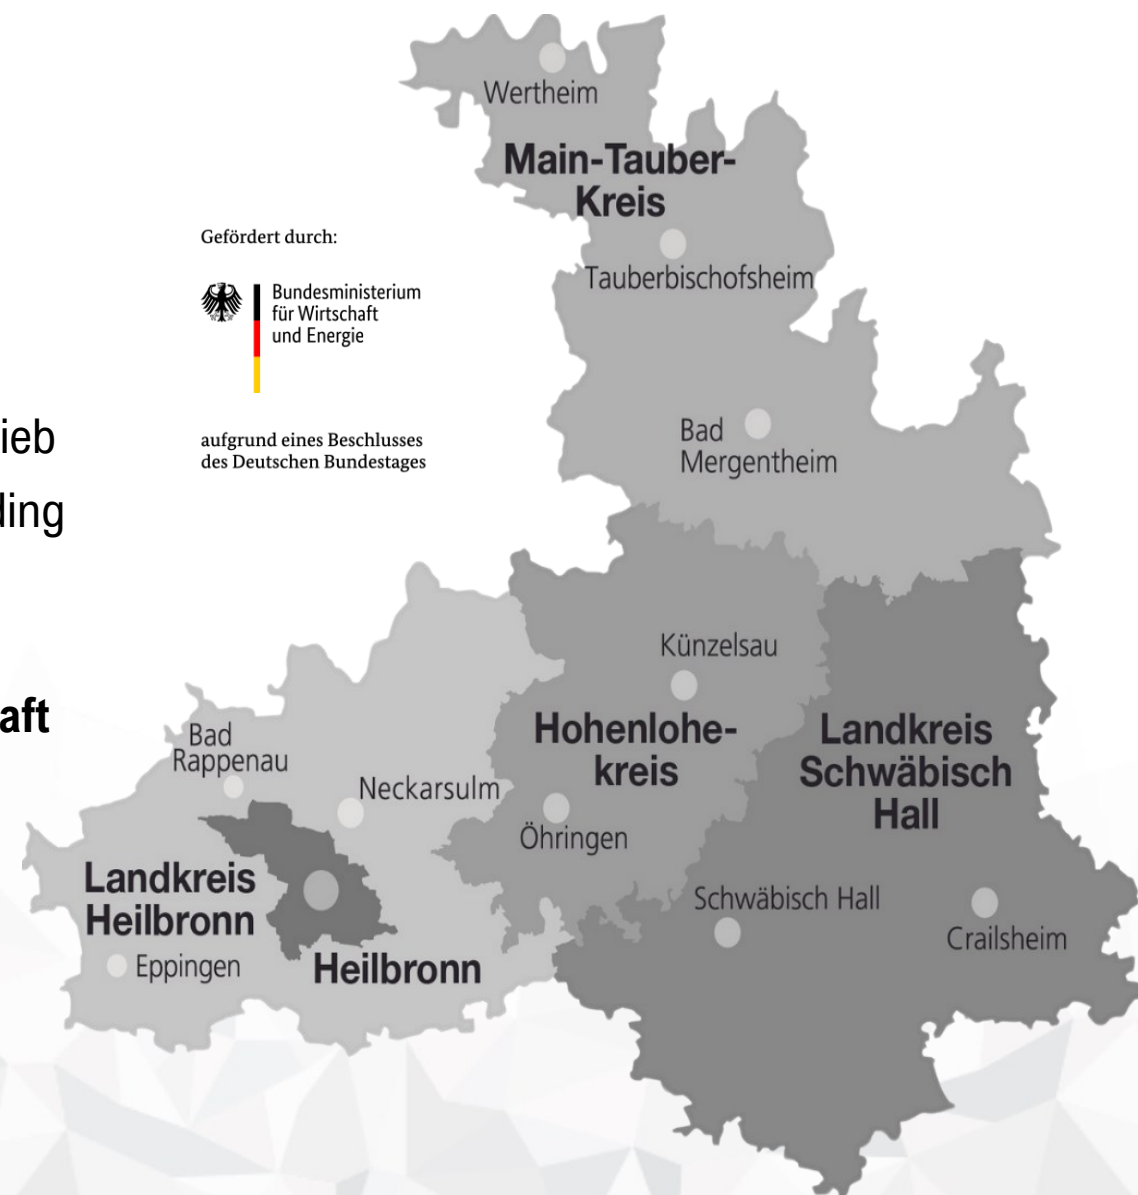 Wertheim
Main-Tauber-
Kreis
Gefördert durch:
Tauberbischofsheim
Bundesministerium
für Wirtschaft
und Energie
aufgrund eines Beschlusses
des Deutschen Bundestages
ieb
ding
aft
Bad
Mergentheim
Künzelsau
Hohenlohe-
kreis
Öhringen
Landkreis
Schwäbisch
Hall
Bad
Rappenau
Neckarsulm
Landkreis
Heilbronn
Eppingen
Heilbronn
Schwäbisch Hall
Crailsheim